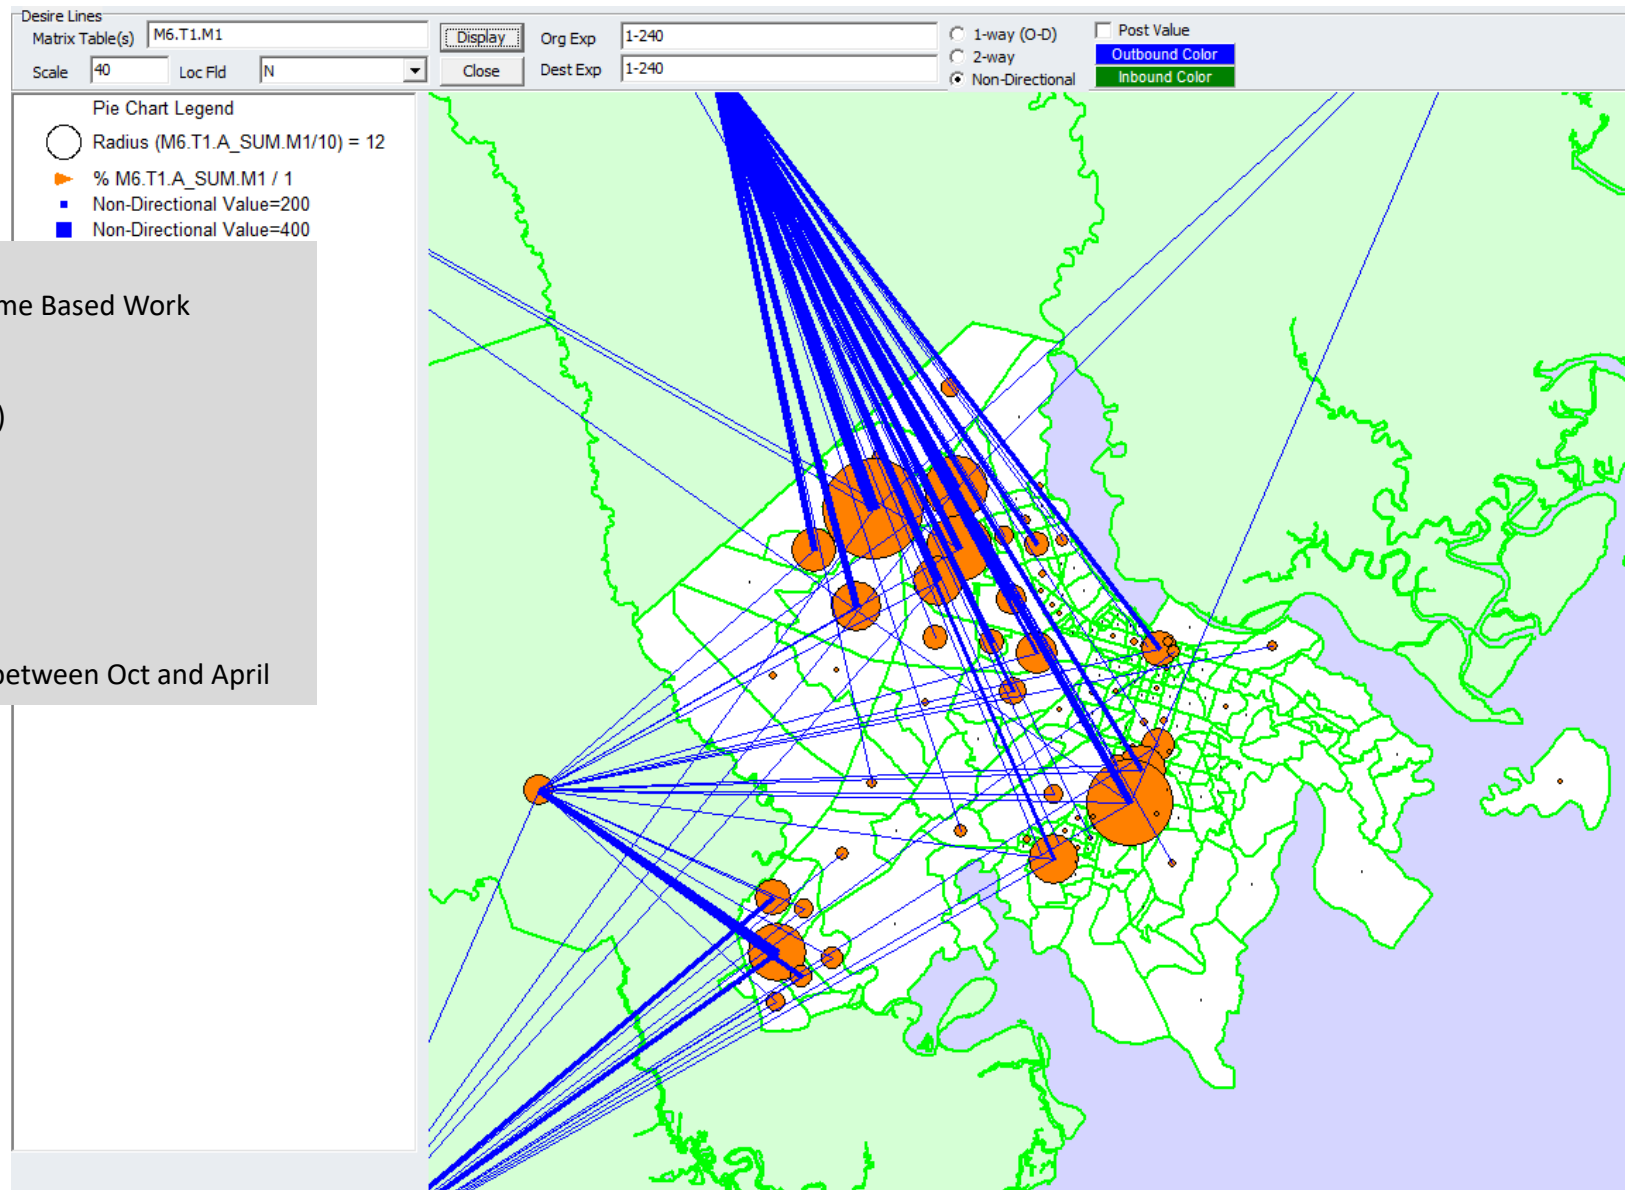 Desire Lines
Matrix Table(s) M6.T1.M1 Display Org Exp 1-240 1-way (O-D) Post Value
2-way Outbound Color
Scale 40 Loc Fld N Close Dest Exp 1-240 Non-Directional Inbound Color
Pie Chart Legend
Radius (M6.T1.A_SUM.M1/10) = 12
% M6.T1.A_SUM.M1 / 1
Non-Directional Value=200
Non-Directional Value=400
me Based Work
)
between Oct and April